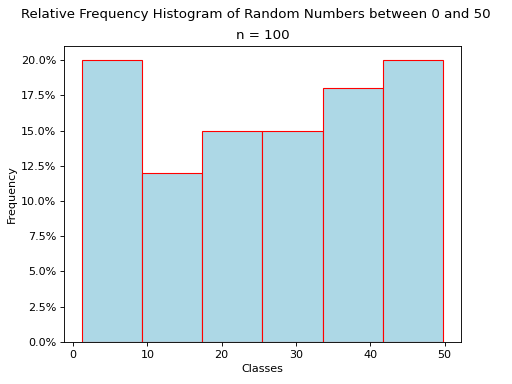 Relative Frequency Histogram of Random Numbers between 0 and 50
n = 100
20.0%
17.5%
15.0%
12.5%
10.0%
7.5%
5.0%
2.5%
0.0%
Frequency
0 10 20 30 40 50
Classes